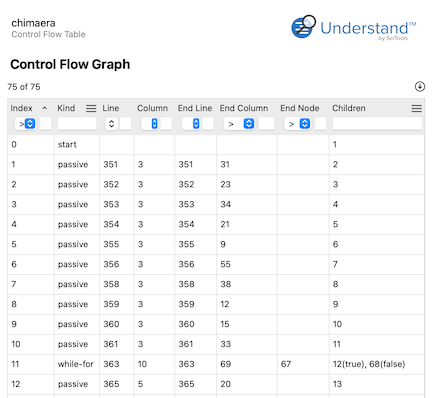 chimaera
Control Flow Table
Understand™
by SciTools
Control Flow Graph
75 of 75
Index Kind Line Column End Line End Column End Node Children
> > >
0 start 1
1 passive 351 3 351 31 2
2 passive 352 3 352 23 3
3 passive 353 3 353 34 4
4 passive 354 3 354 21 5
5 passive 355 3 355 9 6
6 passive 356 3 356 55 7
7 passive 358 3 358 38 8
8 passive 359 3 359 12 9
9 passive 360 3 360 15 10
10 passive 361 3 361 33 11
11 while-for 363 10 363 69 67 12(true), 68(false)
12 passive 365 5 365 20 13